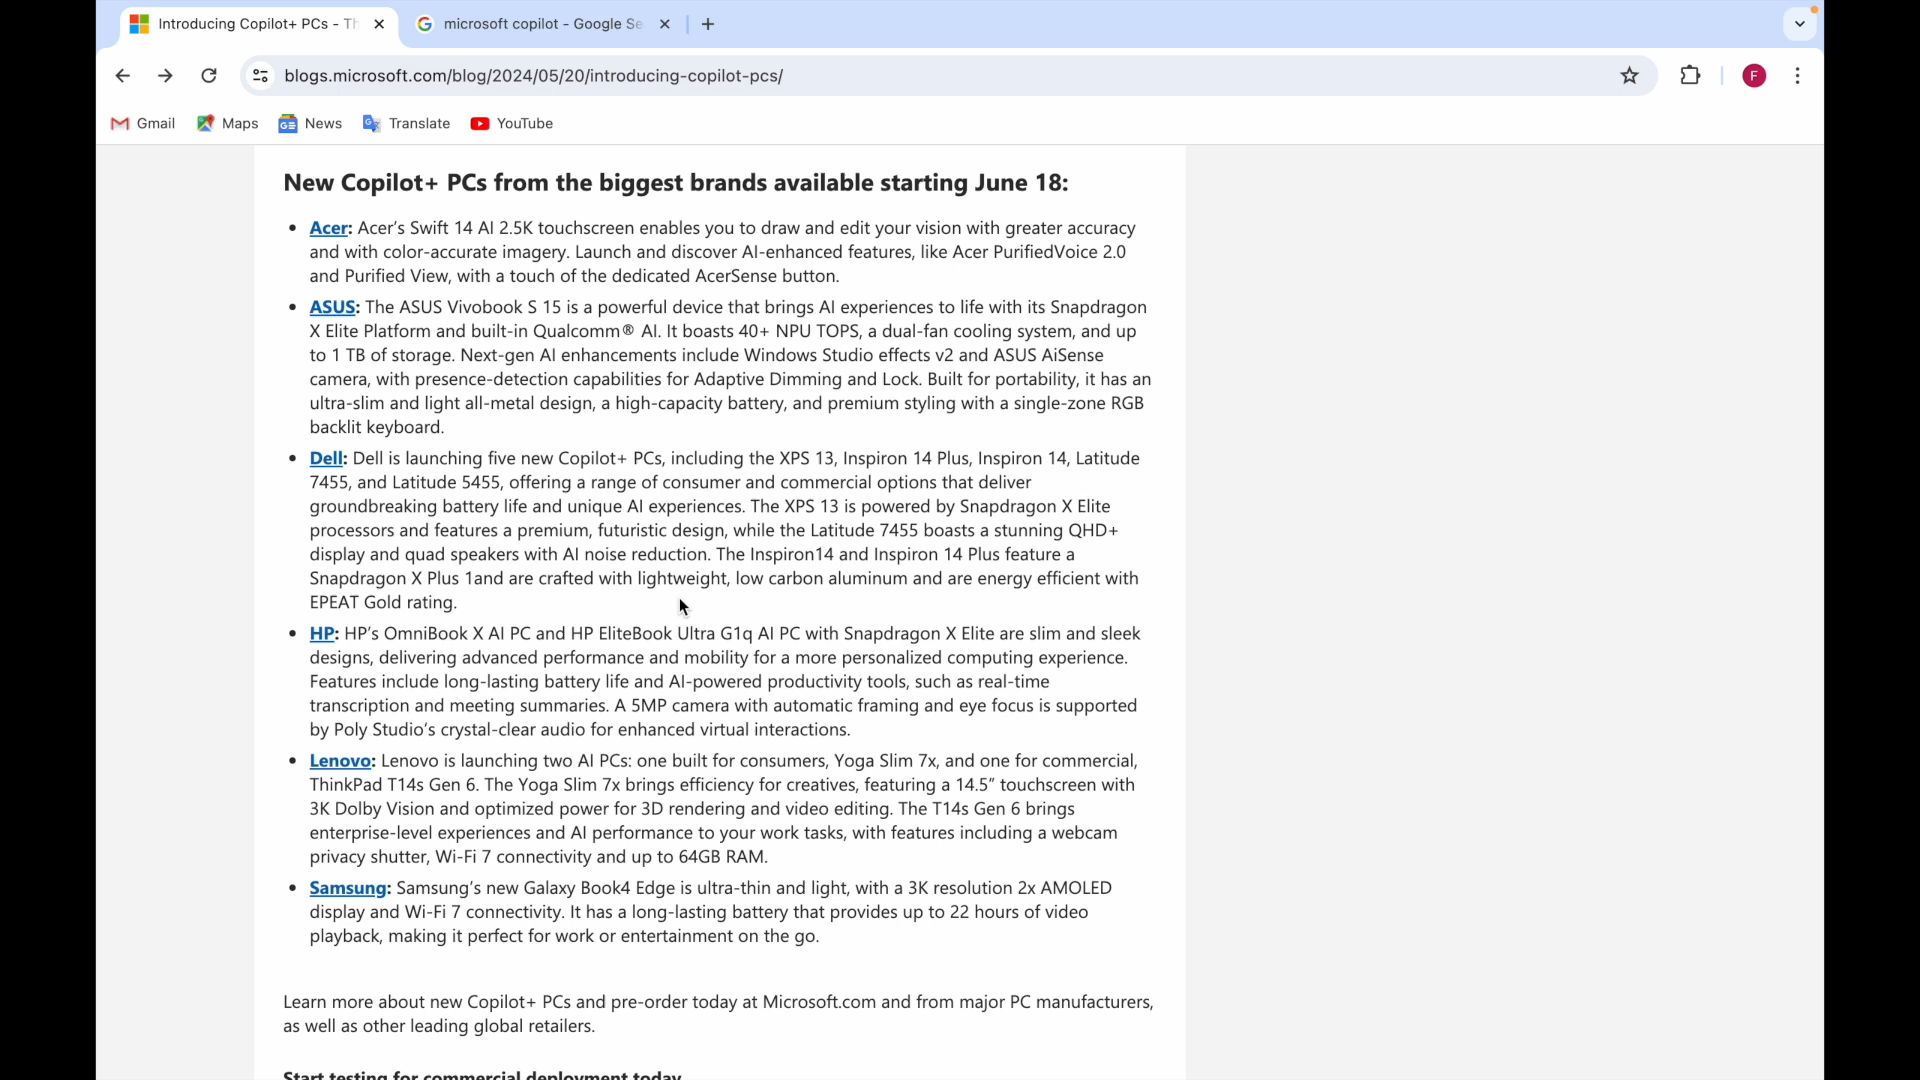 Introducing Copilot+ PCs - Th
microsoft copilot - Google Se
blogs.microsoft.com/blog/2024/05/20/introducing-copilot-pcs/
F
Gmail
Maps
News
Translate
YouTube
New Copilot+ PCs from the biggest brands available starting June 18:
• Acer: Acer’s Swift 14 AI 2.5K touchscreen enables you to draw and edit your vision with greater accuracy
and with color-accurate imagery. Launch and discover AI-enhanced features, like Acer PurifiedVoice 2.0
and Purified View, with a touch of the dedicated AcerSense button.
• ASUS: The ASUS Vivobook S 15 is a powerful device that brings AI experiences to life with its Snapdragon
X Elite Platform and built-in Qualcomm® AI. It boasts 40+ NPU TOPS, a dual-fan cooling system, and up
to 1 TB of storage. Next-gen AI enhancements include Windows Studio effects v2 and ASUS AiSense
camera, with presence-detection capabilities for Adaptive Dimming and Lock. Built for portability, it has an
ultra-slim and light all-metal design, a high-capacity battery, and premium styling with a single-zone RGB
backlit keyboard.
• Dell: Dell is launching five new Copilot+ PCs, including the XPS 13, Inspiron 14 Plus, Inspiron 14, Latitude
7455, and Latitude 5455, offering a range of consumer and commercial options that deliver
groundbreaking battery life and unique AI experiences. The XPS 13 is powered by Snapdragon X Elite
processors and features a premium, futuristic design, while the Latitude 7455 boasts a stunning QHD+
display and quad speakers with AI noise reduction. The Inspiron14 and Inspiron 14 Plus feature a
Snapdragon X Plus 1and are crafted with lightweight, low carbon aluminum and are energy efficient with
EPEAT Gold rating.
• HP: HP’s OmniBook X AI PC and HP EliteBook Ultra G1q AI PC with Snapdragon X Elite are slim and sleek
designs, delivering advanced performance and mobility for a more personalized computing experience.
Features include long-lasting battery life and AI-powered productivity tools, such as real-time
transcription and meeting summaries. A 5MP camera with automatic framing and eye focus is supported
by Poly Studio’s crystal-clear audio for enhanced virtual interactions.
• Lenovo: Lenovo is launching two AI PCs: one built for consumers, Yoga Slim 7x, and one for commercial,
ThinkPad T14s Gen 6. The Yoga Slim 7x brings efficiency for creatives, featuring a 14.5” touchscreen with
3K Dolby Vision and optimized power for 3D rendering and video editing. The T14s Gen 6 brings
enterprise-level experiences and AI performance to your work tasks, with features including a webcam
privacy shutter, Wi-Fi 7 connectivity and up to 64GB RAM.
• Samsung: Samsung’s new Galaxy Book4 Edge is ultra-thin and light, with a 3K resolution 2x AMOLED
display and Wi-Fi 7 connectivity. It has a long-lasting battery that provides up to 22 hours of video
playback, making it perfect for work or entertainment on the go.
Learn more about new Copilot+ PCs and pre-order today at Microsoft.com and from major PC manufacturers,
as well as other leading global retailers.
Start testing for commercial deployment today